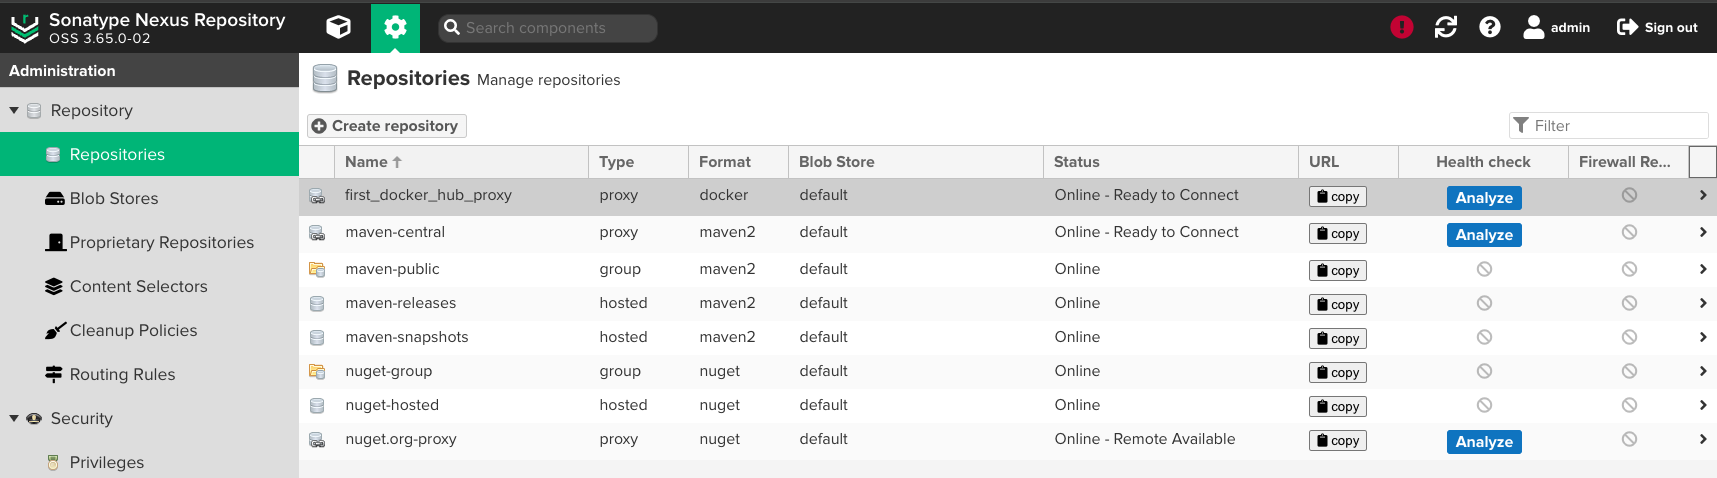 Sonatype Nexus Repository
OSS 3.65.0-02
Search components
admin
Sign out
Administration
Repository
Repositories
Blob Stores
Proprietary Repositories
Content Selectors
Cleanup Policies
Routing Rules
Security
Privileges
Repositories Manage repositories
Create repository
Filter
Name Type Format Blob Store Status URL Health check Firewall Re...
first_docker_hub_proxy proxy docker default Online - Ready to Connect copy Analyze
maven-central proxy maven2 default Online - Ready to Connect copy Analyze
maven-public group maven2 default Online copy
maven-releases hosted maven2 default Online copy
maven-snapshots hosted maven2 default Online copy
nuget-group group nuget default Online copy
nuget-hosted hosted nuget default Online copy
nuget.org-proxy proxy nuget default Online - Remote Available copy Analyze